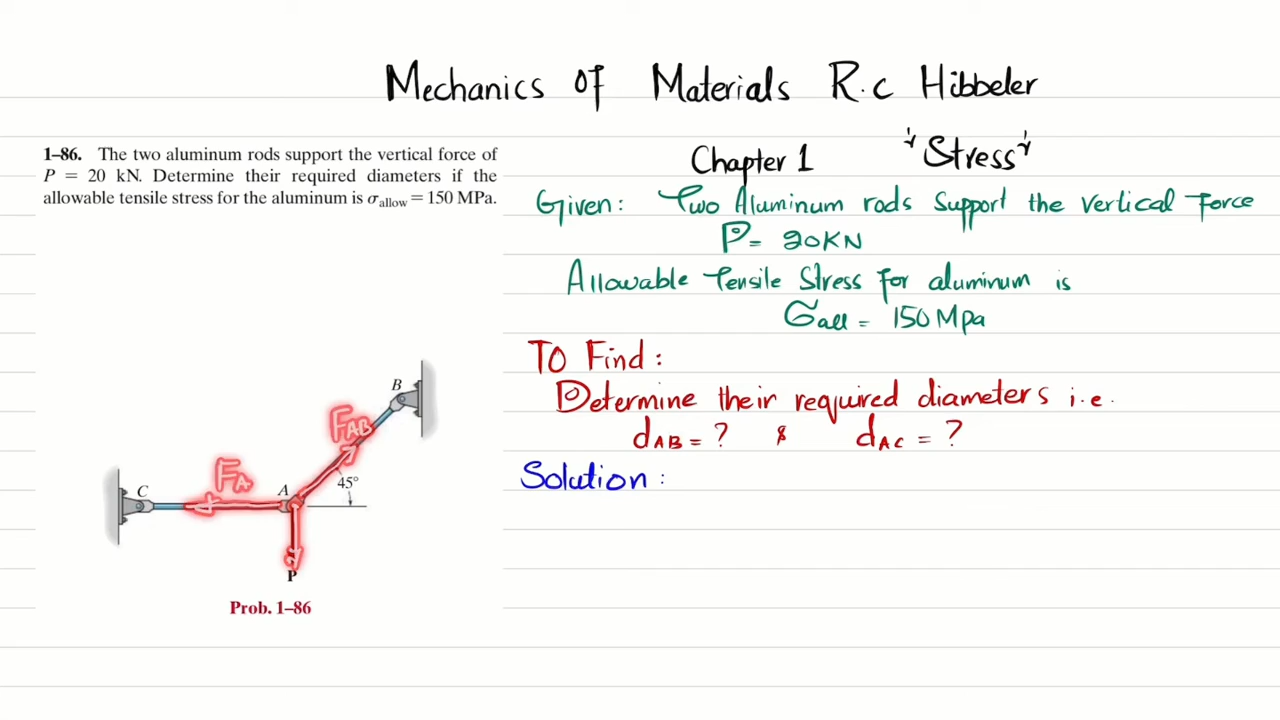 Mechanics of Materials R.C Hibbeler
1–86. The two aluminum rods support the vertical force of
P = 20 kN. Determine their required diameters if the
allowable tensile stress for the aluminum is σallow = 150 MPa.
Chapter 1 "Stress"
Given: Two Aluminum rods Support the vertical Force
P = 20KN
Allowable Tensile Stress for aluminum is
σall = 150 MPa
To Find:
Determine their required diameters i.e.
dAB = ? & dAC = ?
Solution:
B
FAB
FA
C
A
45°
P
Prob. 1–86